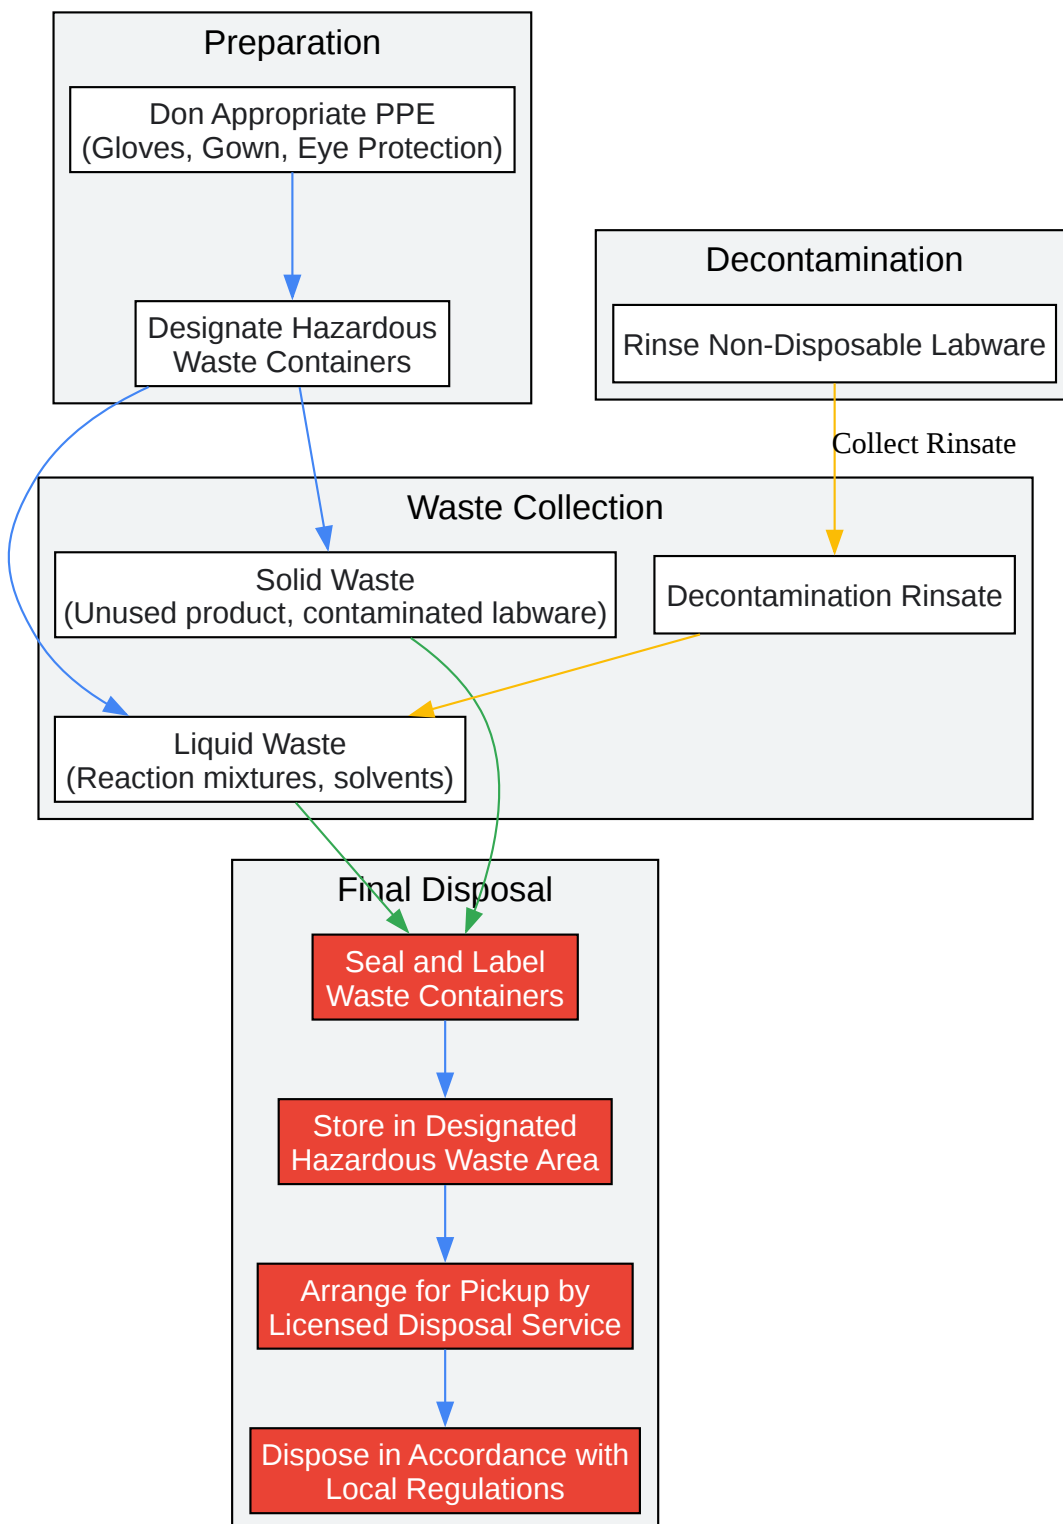 Preparation
Don Appropriate PPE
(Gloves, Gown, Eye Protection)
Designate Hazardous
Waste Containers
Decontamination
Rinse Non-Disposable Labware
Collect Rinsate
Waste Collection
Solid Waste
(Unused product, contaminated labware)
Decontamination Rinsate
Liquid Waste
(Reaction mixtures, solvents)
Final Disposal
Seal and Label
Waste Containers
Store in Designated
Hazardous Waste Area
Arrange for Pickup by
Licensed Disposal Service
Dispose in Accordance with
Local Regulations